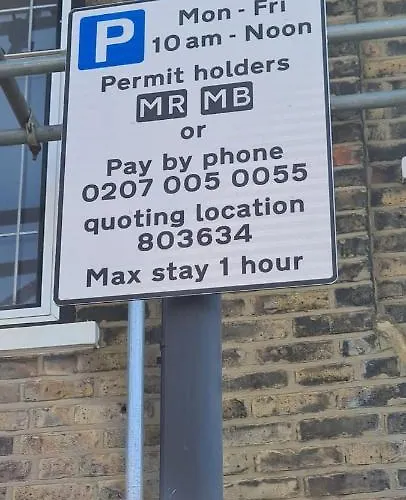 P Mon - Fri
10 am - Noon
Permit holders
MR MB
or
Pay by phone
0207 005 0055
quoting location
803634
Max stay 1 hour